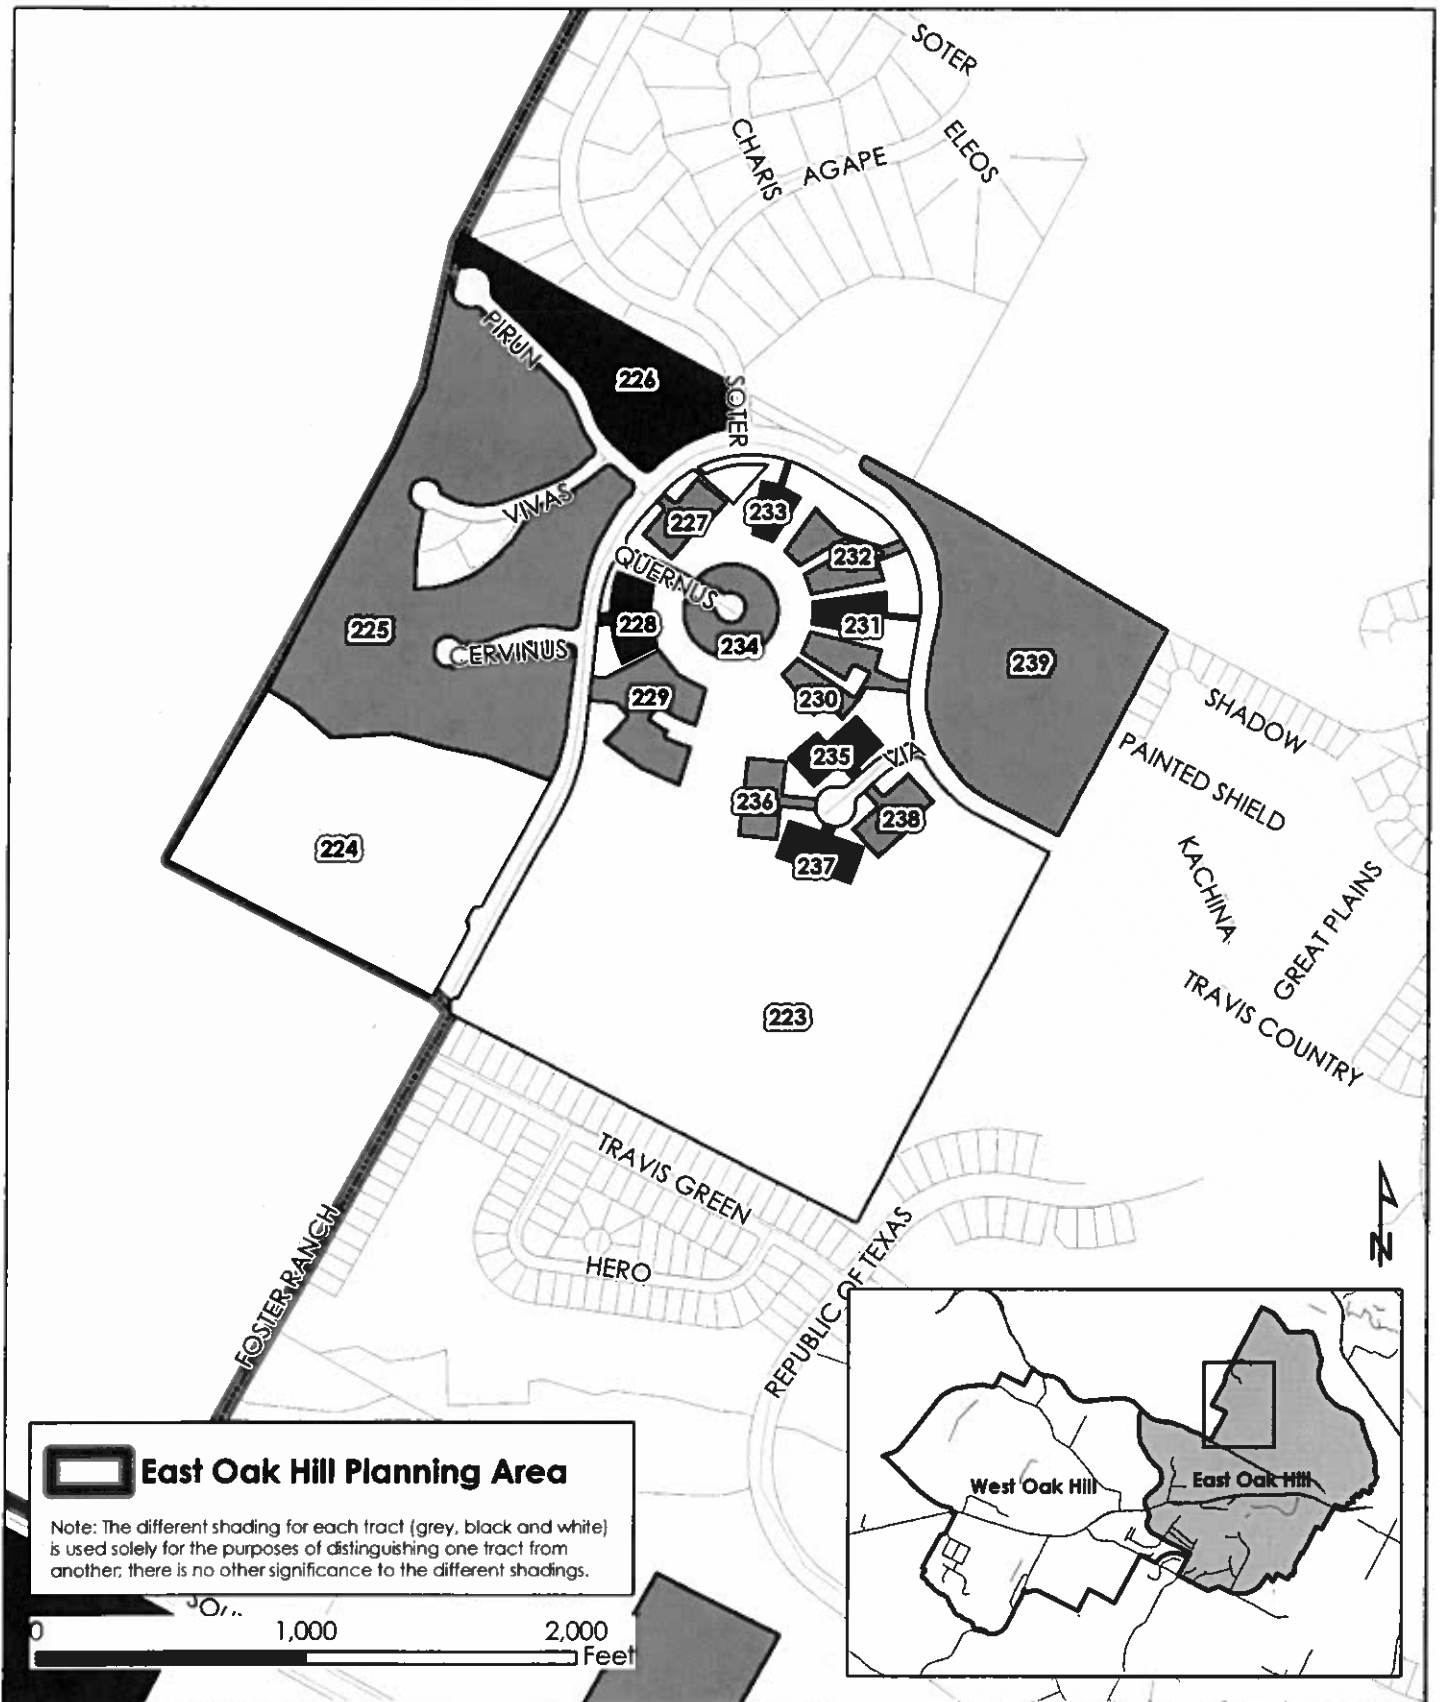 SOTER
CHARIS
AGAPE
ELEOS
PIRUN
226
SOTER
VIVAS
227
233
232
QUERNUS
225
228
234
231
239
CERVINUS
229
230
SHADOW
PAINTED SHIELD
235
VIA
236
238
224
237
KACHINA
GREAT PLAINS
TRAVIS COUNTRY
223
TRAVIS GREEN
HERO
FOSTER RANCH
REPUBLIC OF TEXAS
N
East Oak Hill Planning Area
Note: The different shading for each tract (grey, black and white)
is used solely for the purposes of distinguishing one tract from
another; there is no other significance to the different shadings.
0 1,000 2,000
Feet
West Oak Hill
East Oak Hill